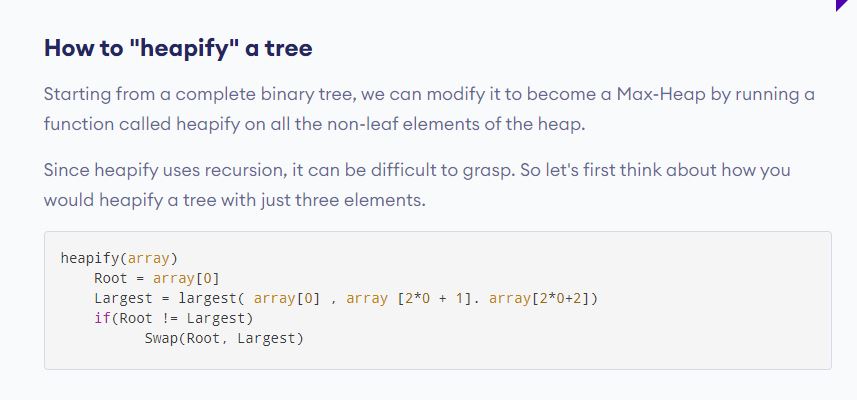 How to "heapify" a tree
Starting from a complete binary tree, we can modify it to become a Max-Heap by running a
function called heapify on all the non-leaf elements of the heap.
Since heapify uses recursion, it can be difficult to grasp. So let's first think about how you
would heapify a tree with just three elements.
heapify(array)
    Root = array[0]
    Largest = largest( array[0] , array [2*0 + 1]. array[2*0+2])
    if(Root != Largest)
          Swap(Root, Largest)